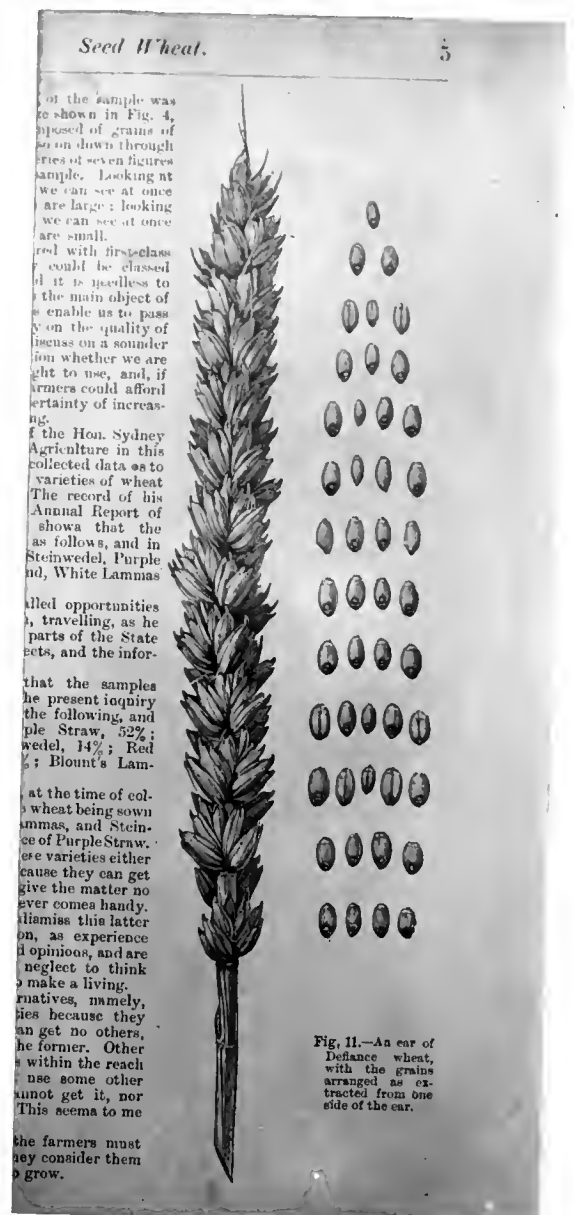 Seed Wheat.
5
of the sample was
shown in Fig. 4,
mposed of grains of
so on down through
eries of seven figures
ample. Looking at
we can see at once
are large ; looking
we can see at once
are small.
red with first-class
could be classed
it is needless to
the main object of
enable us to pass
on the quality of
iscuss on a sounder
ion whether we are
ght to use, and, if
armers could afford
ertainty of increas-
ng.
f the Hon. Sydney
Agriculture in this
collected data as to
varieties of wheat
The record of his
Annual Report of
shows that the
as follows, and in
Steinwedel, Purple
nd, White Lammas
alled opportunities
, travelling, as he
parts of the State
ects, and the infor-
that the samples
he present inquiry
the following, and
ple Straw, 52% ;
wedel, 14% ; Red
% ; Blount's Lam-
at the time of col-
wheat being sown
ammas, and Stein-
ce of Purple Straw.
ese varieties either
cause they can get
give the matter no
ever comes handy.
dismiss this latter
on, as experience
d opinions, and are
neglect to think
make a living.
rnatives, namely,
ties because they
an get no others,
he former. Other
within the reach
use some other
annot get it, nor
This seems to me
the farmers must
hey consider them
grow.
Fig. 11.—An ear of
Defiance wheat,
with the grains
arranged as ex-
tracted from one
side of the ear.